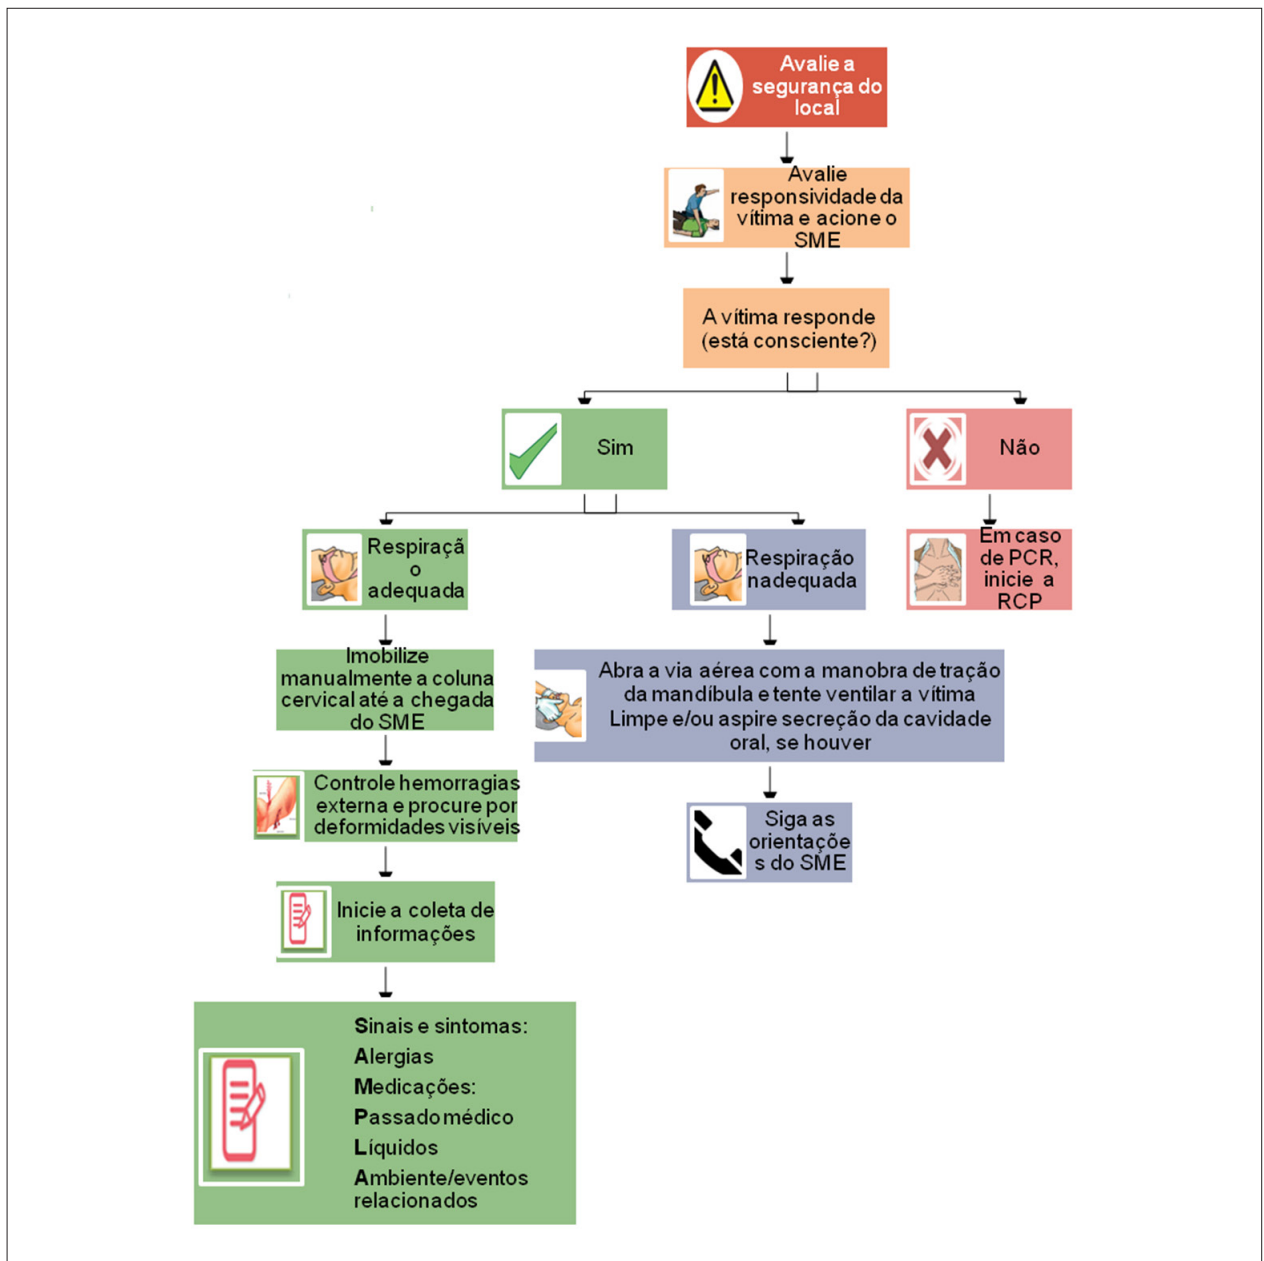 Avalie a
segurança do
local
Avalie
responsividade da
vítima e acione o
SME
A vítima responde
(está consciente?)
Sim
Não
Respiraçã
o
adequada
Respiração
nadequada
Em caso
de PCR,
inicie a
RCP
Imobilize
manualmente a coluna
cervical até a chegada
do SME
Abra a via aérea com a manobra de tração
da mandíbula e tente ventilar a vítima
Limpe e/ou aspire secreção da cavidade
oral, se houver
Controle hemorragias
externa e procure por
deformidades visíveis
Siga as
orientaçõe
s do SME
Inicie a coleta de
informações
Sinais e sintomas:
Alergias
Medicações:
Passado médico
Líquidos
Ambiente/eventos
relacionados